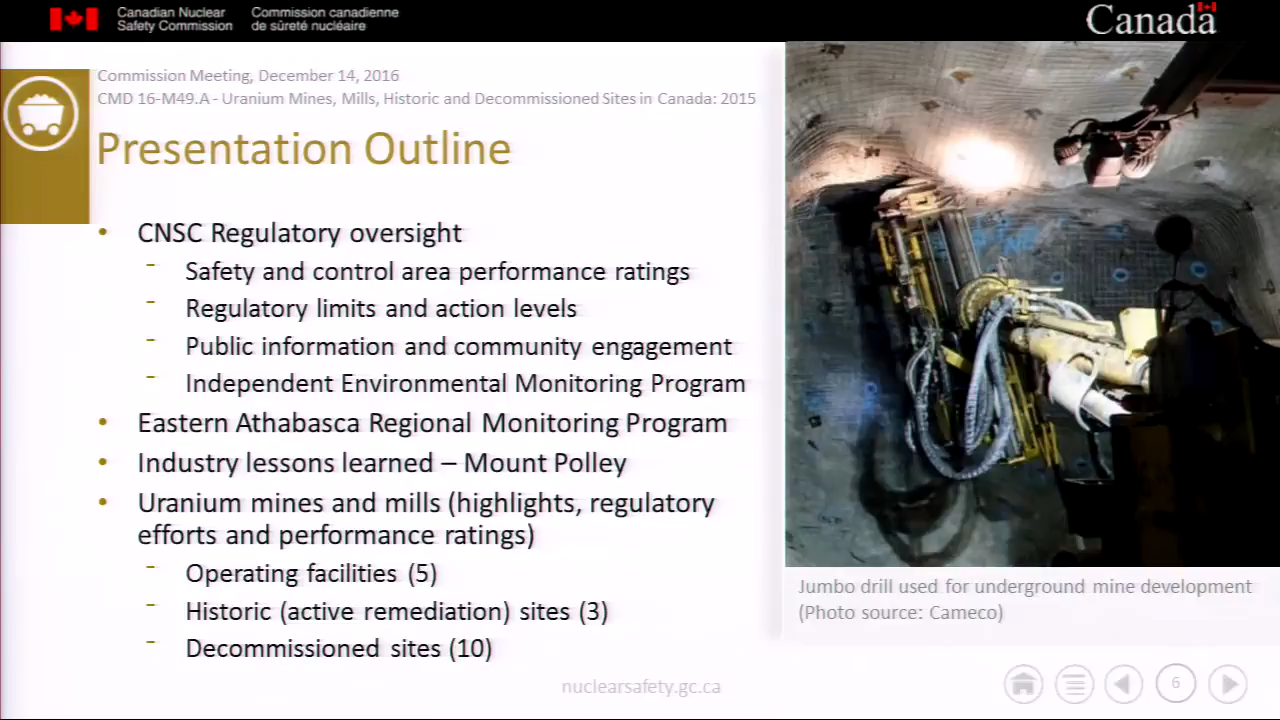 Canadian Nuclear Safety Commission
Commission canadienne de sûreté nucléaire
Canada
Commission Meeting, December 14, 2016
CMD 16-M49.A - Uranium Mines, Mills, Historic and Decommissioned Sites in Canada: 2015
Presentation Outline
• CNSC Regulatory oversight
- Safety and control area performance ratings
- Regulatory limits and action levels
- Public information and community engagement
- Independent Environmental Monitoring Program
• Eastern Athabasca Regional Monitoring Program
• Industry lessons learned – Mount Polley
• Uranium mines and mills (highlights, regulatory
efforts and performance ratings)
- Operating facilities (5)
- Historic (active remediation) sites (3)
- Decommissioned sites (10)
Jumbo drill used for underground mine development
(Photo source: Cameco)
nuclearsafety.gc.ca
6